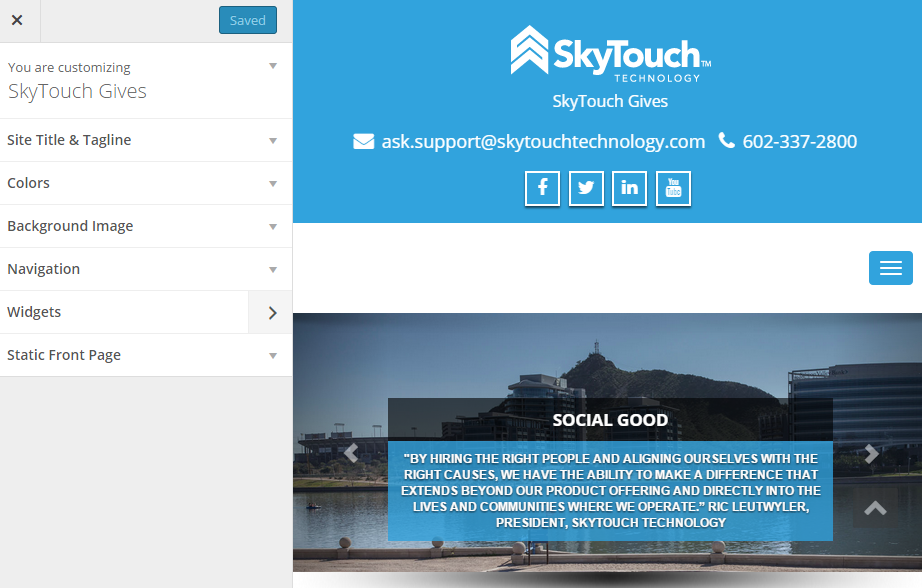 Saved
You are customizing
SkyTouch Gives
Site Title & Tagline
Colors
Background Image
Navigation
Widgets
Static Front Page
SkyTouch™
TECHNOLOGY
SkyTouch Gives
ask.support@skytouchtechnology.com 602-337-2800
You Tube
SOCIAL GOOD
"BY HIRING THE RIGHT PEOPLE AND ALIGNING OURSELVES WITH THE
RIGHT CAUSES, WE HAVE THE ABILITY TO MAKE A DIFFERENCE THAT
EXTENDS BEYOND OUR PRODUCT OFFERING AND DIRECTLY INTO THE
LIVES AND COMMUNITIES WHERE WE OPERATE.” RIC LEUTWYLER,
PRESIDENT, SKYTOUCH TECHNOLOGY